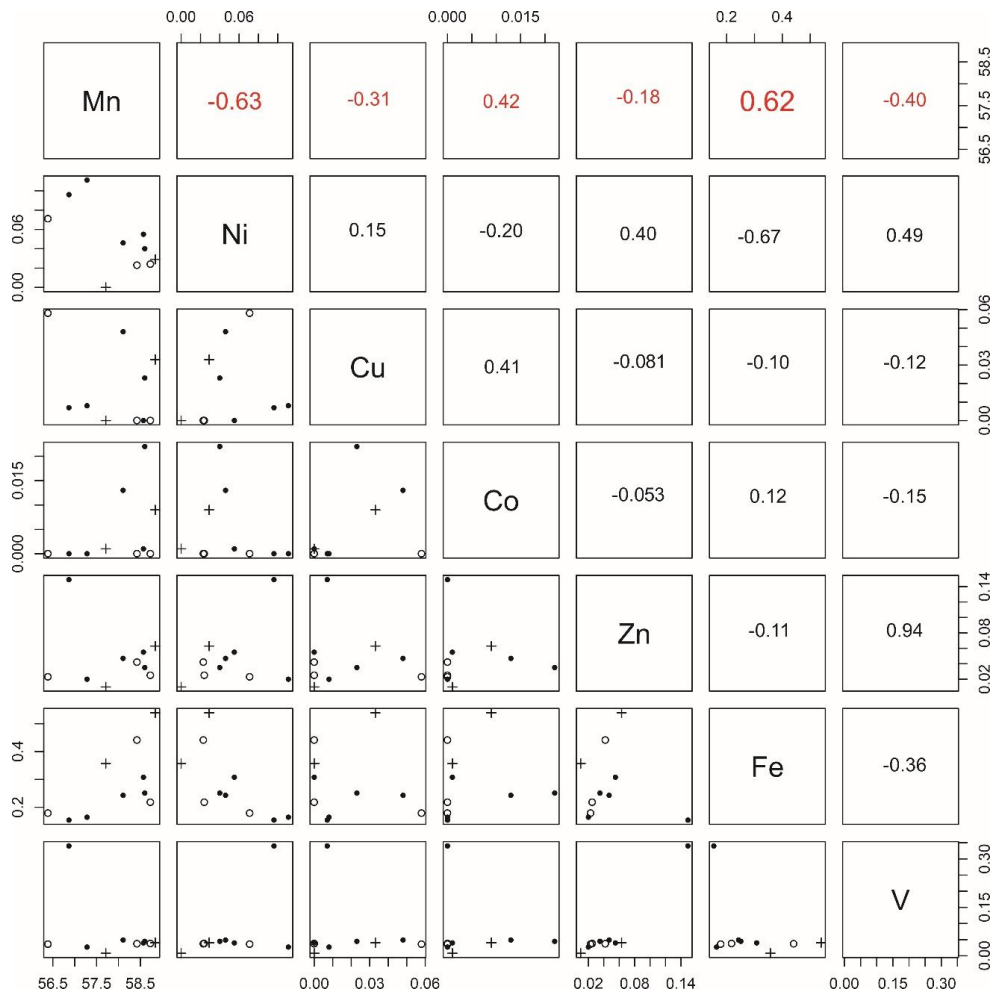 0.00 0.06 0.000 0.015 0.2 0.4
Mn -0.63 -0.31 0.42 -0.18 0.62 -0.40 56.5 57.5 58.5
0.00 0.06 Ni 0.15 -0.20 0.40 -0.67 0.49
Cu 0.41 -0.081 -0.10 -0.12 0.00 0.03 0.06
0.000 0.015 Co -0.053 0.12 -0.15
Zn -0.11 0.94 0.02 0.08 0.14
0.2 0.4 Fe -0.36
V 0.00 0.15 0.30
56.5 57.5 58.5 0.00 0.03 0.06 0.02 0.08 0.14 0.00 0.15 0.30